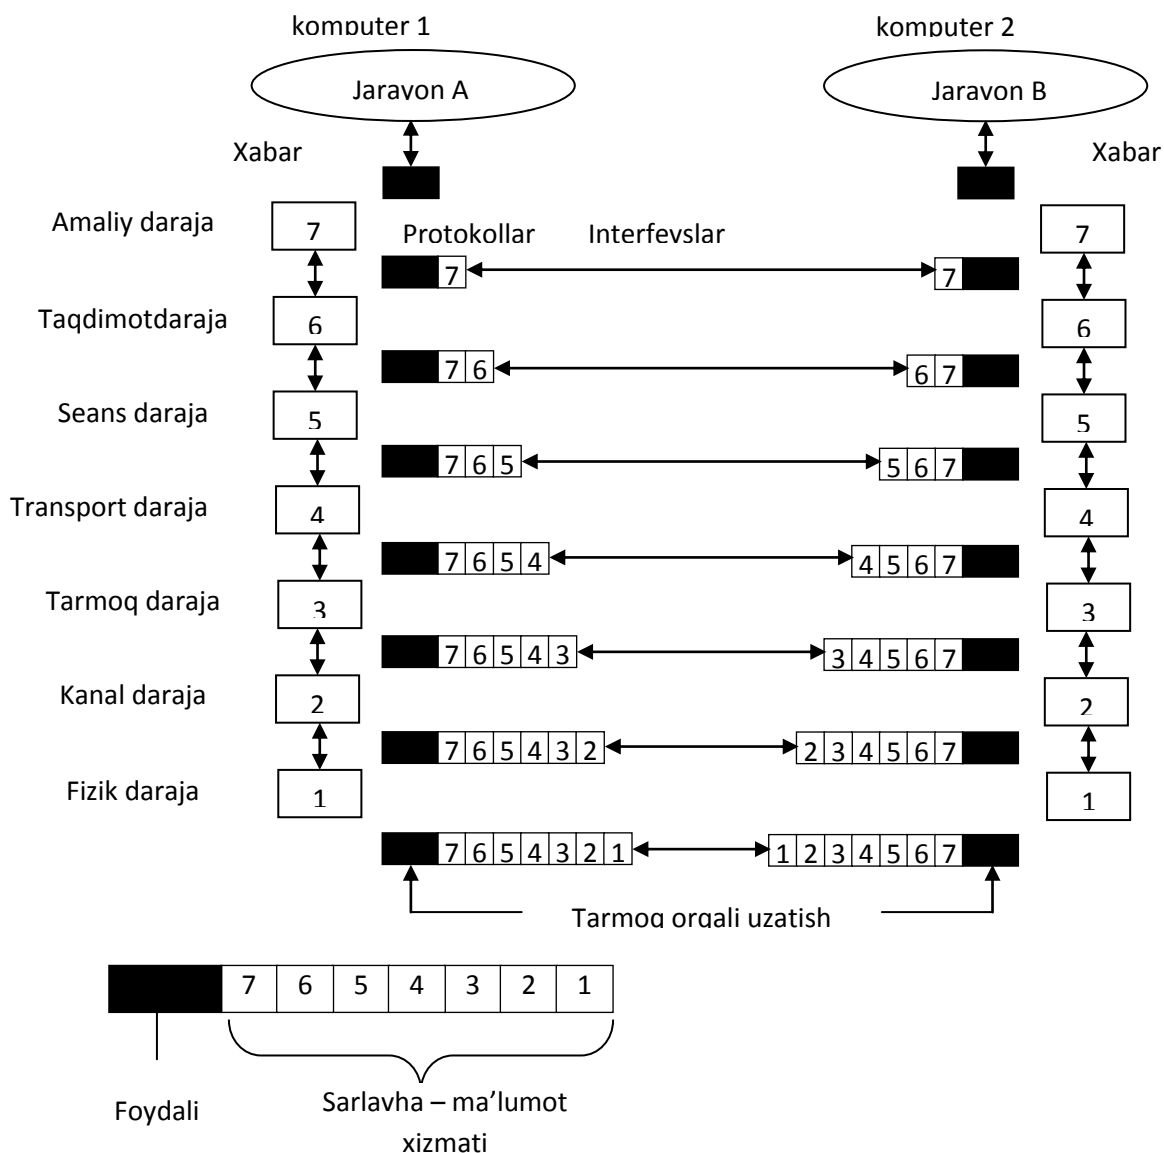 komputer 1
komputer 2
Jarayon A
Jarayon B
Xabar
Xabar
Amaliy daraja
7
Protokollar
Interfeyslar
7
7
7
Taqdimotdaraja
6
6
7 6
6 7
Seans daraja
5
5
7 6 5
5 6 7
Transport daraja
4
4
7 6 5 4
4 5 6 7
Tarmoq daraja
3
3
7 6 5 4 3
3 4 5 6 7
Kanal daraja
2
2
7 6 5 4 3 2
2 3 4 5 6 7
Fizik daraja
1
1
7 6 5 4 3 2 1
1 2 3 4 5 6 7
Tarmoq orqali uzatish
7 6 5 4 3 2 1
Foydali
Sarlavha – ma’lumot
xizmati